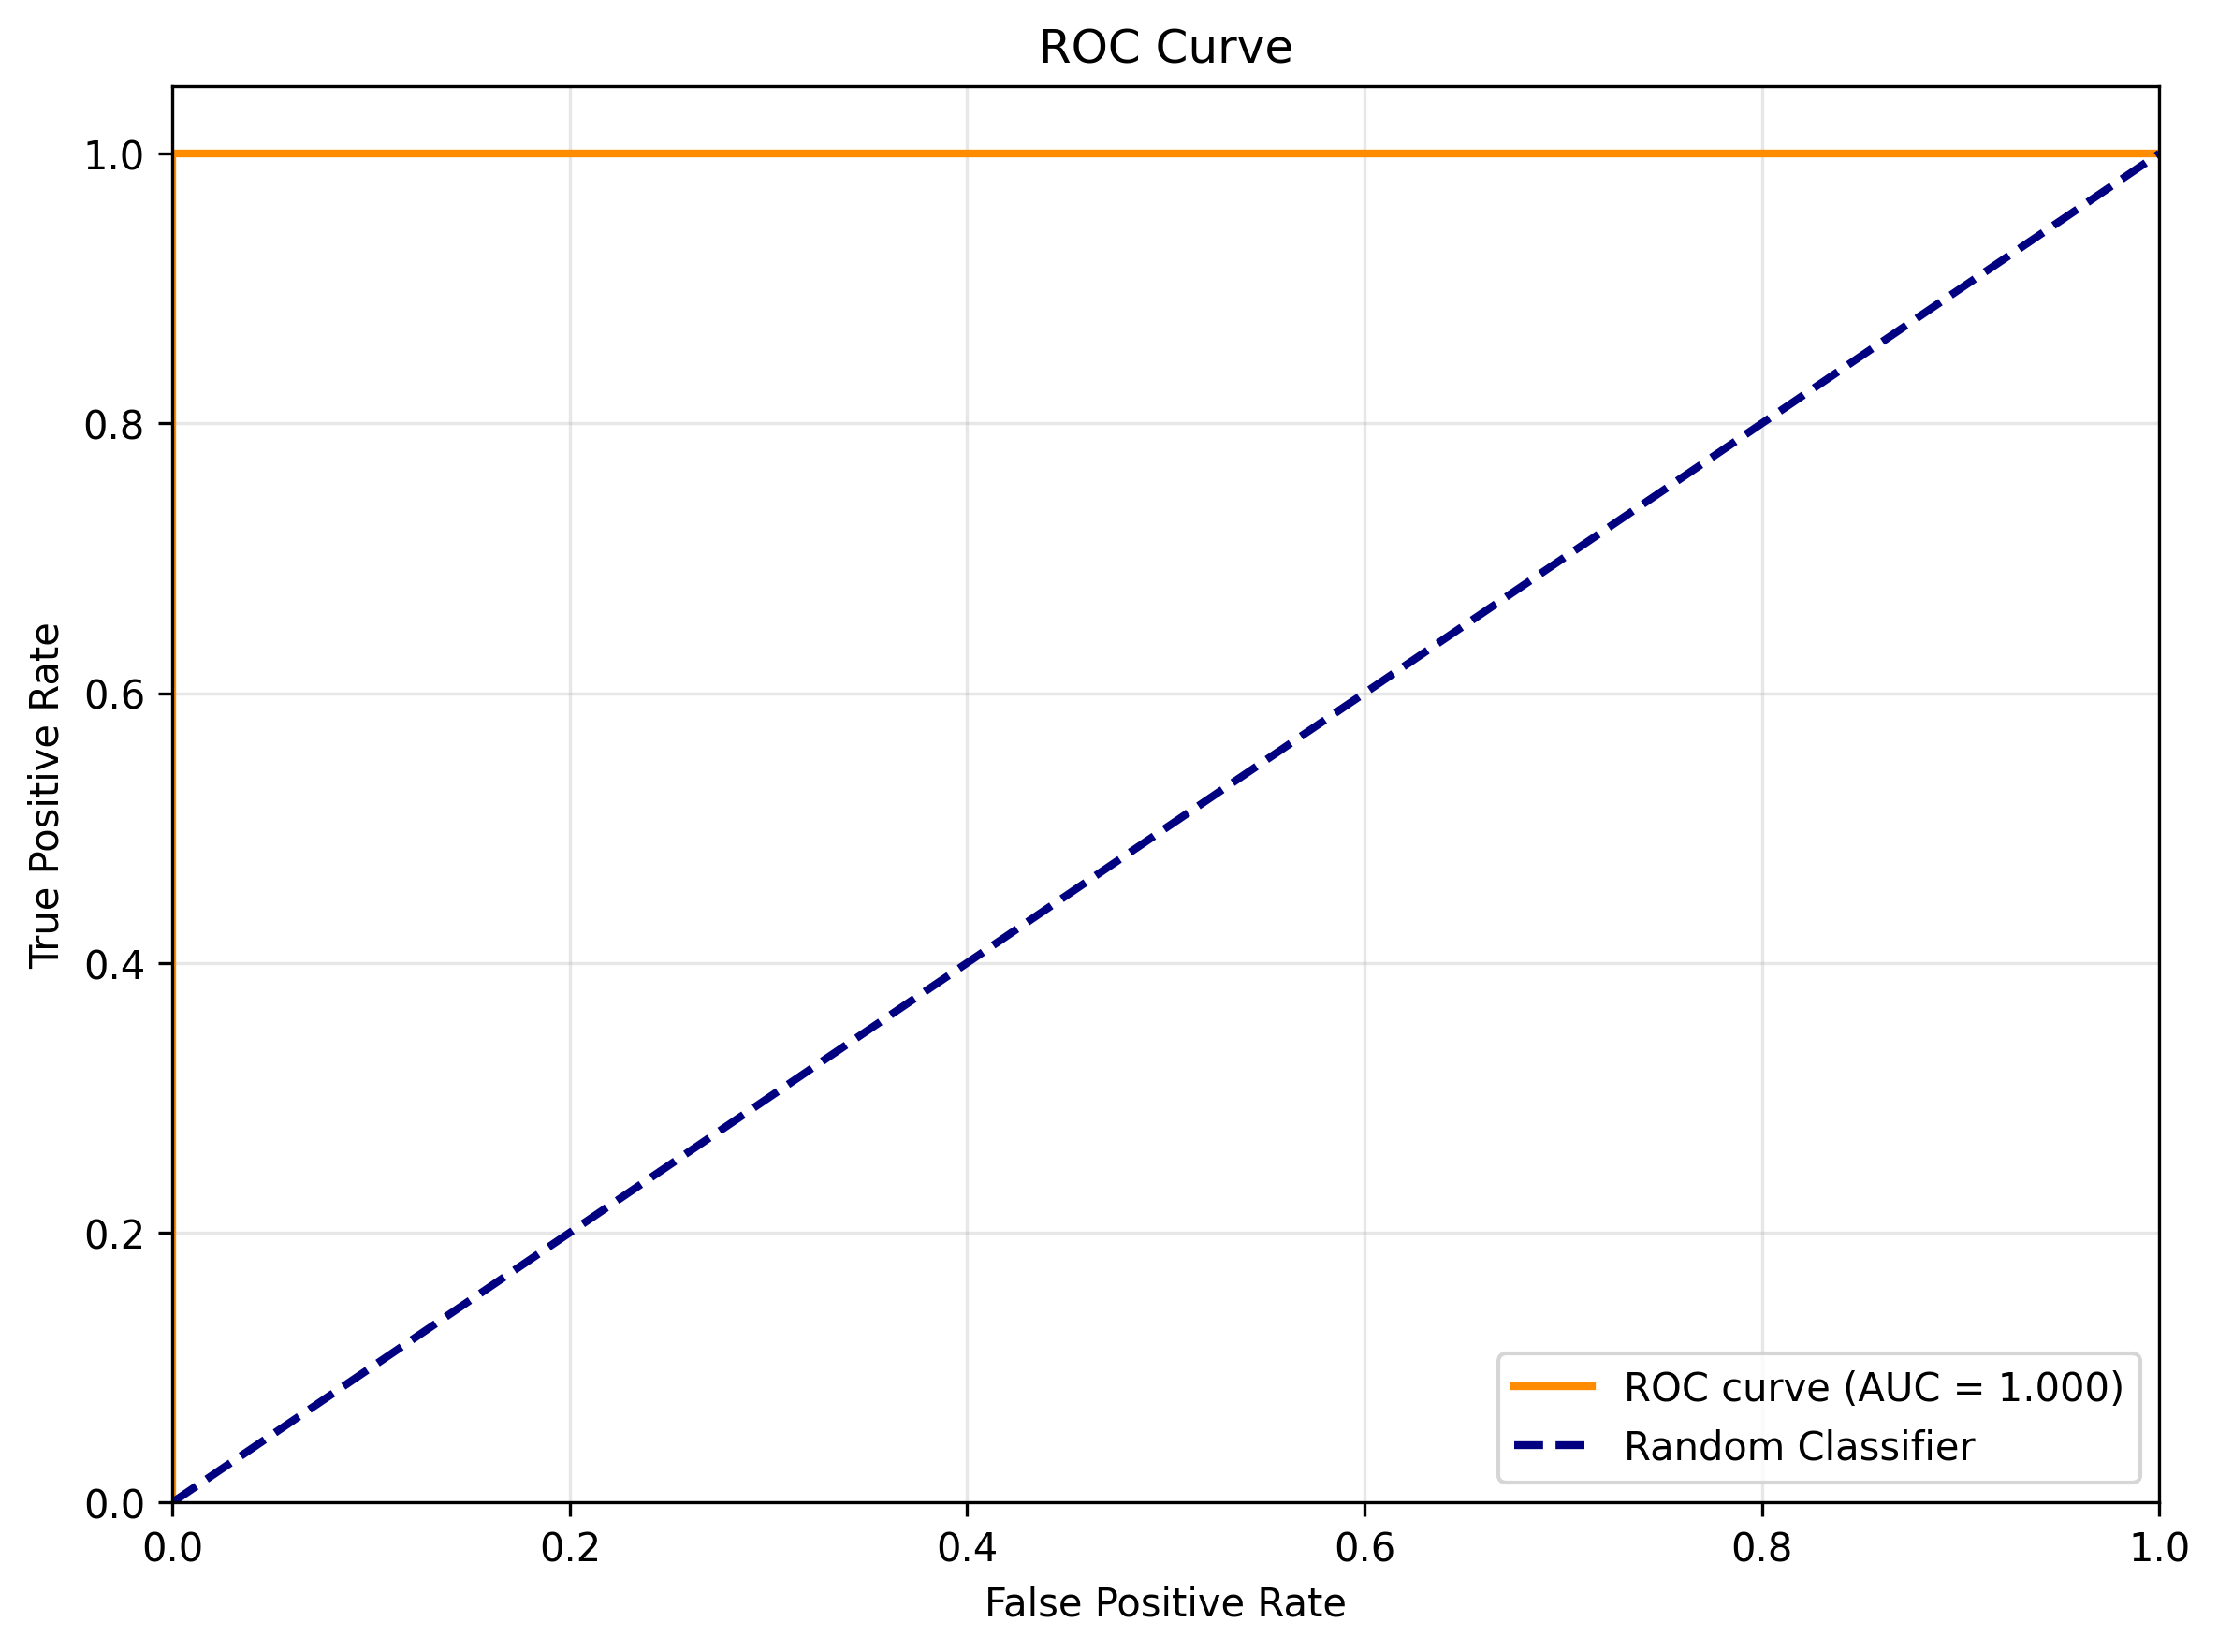 ROC Curve
True Positive Rate
1.0
0.8
0.6
0.4
0.2
0.0
0.0 0.2 0.4 0.6 0.8 1.0
False Positive Rate
ROC curve (AUC = 1.000)
Random Classifier